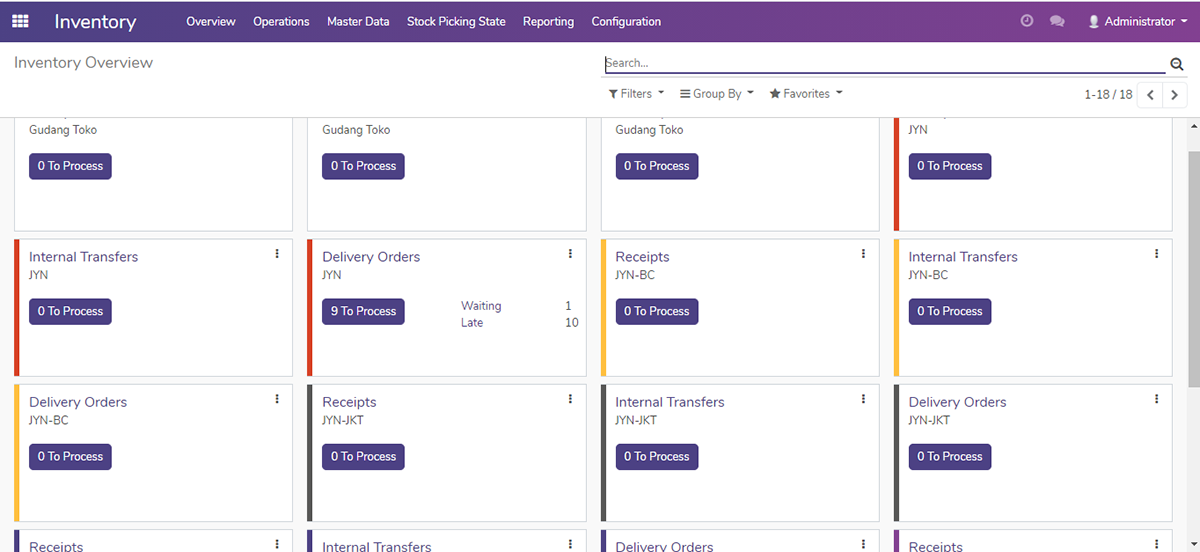 Inventory Overview Operations Master Data Stock Picking State Reporting Configuration Administrator
Inventory Overview Search...
Filters Group By Favorites 1-18 / 18
Gudang Toko Gudang Toko Gudang Toko JYN
0 To Process 0 To Process 0 To Process 0 To Process
Internal Transfers Delivery Orders Receipts Internal Transfers
JYN JYN JYN-BC JYN-BC
0 To Process 9 To Process Waiting 1 0 To Process 0 To Process
Late 10
Delivery Orders Receipts Internal Transfers Delivery Orders
JYN-BC JYN-JKT JYN-JKT JYN-JKT
0 To Process 0 To Process 0 To Process 0 To Process
Receipts Internal Transfers Delivery Orders Receipts